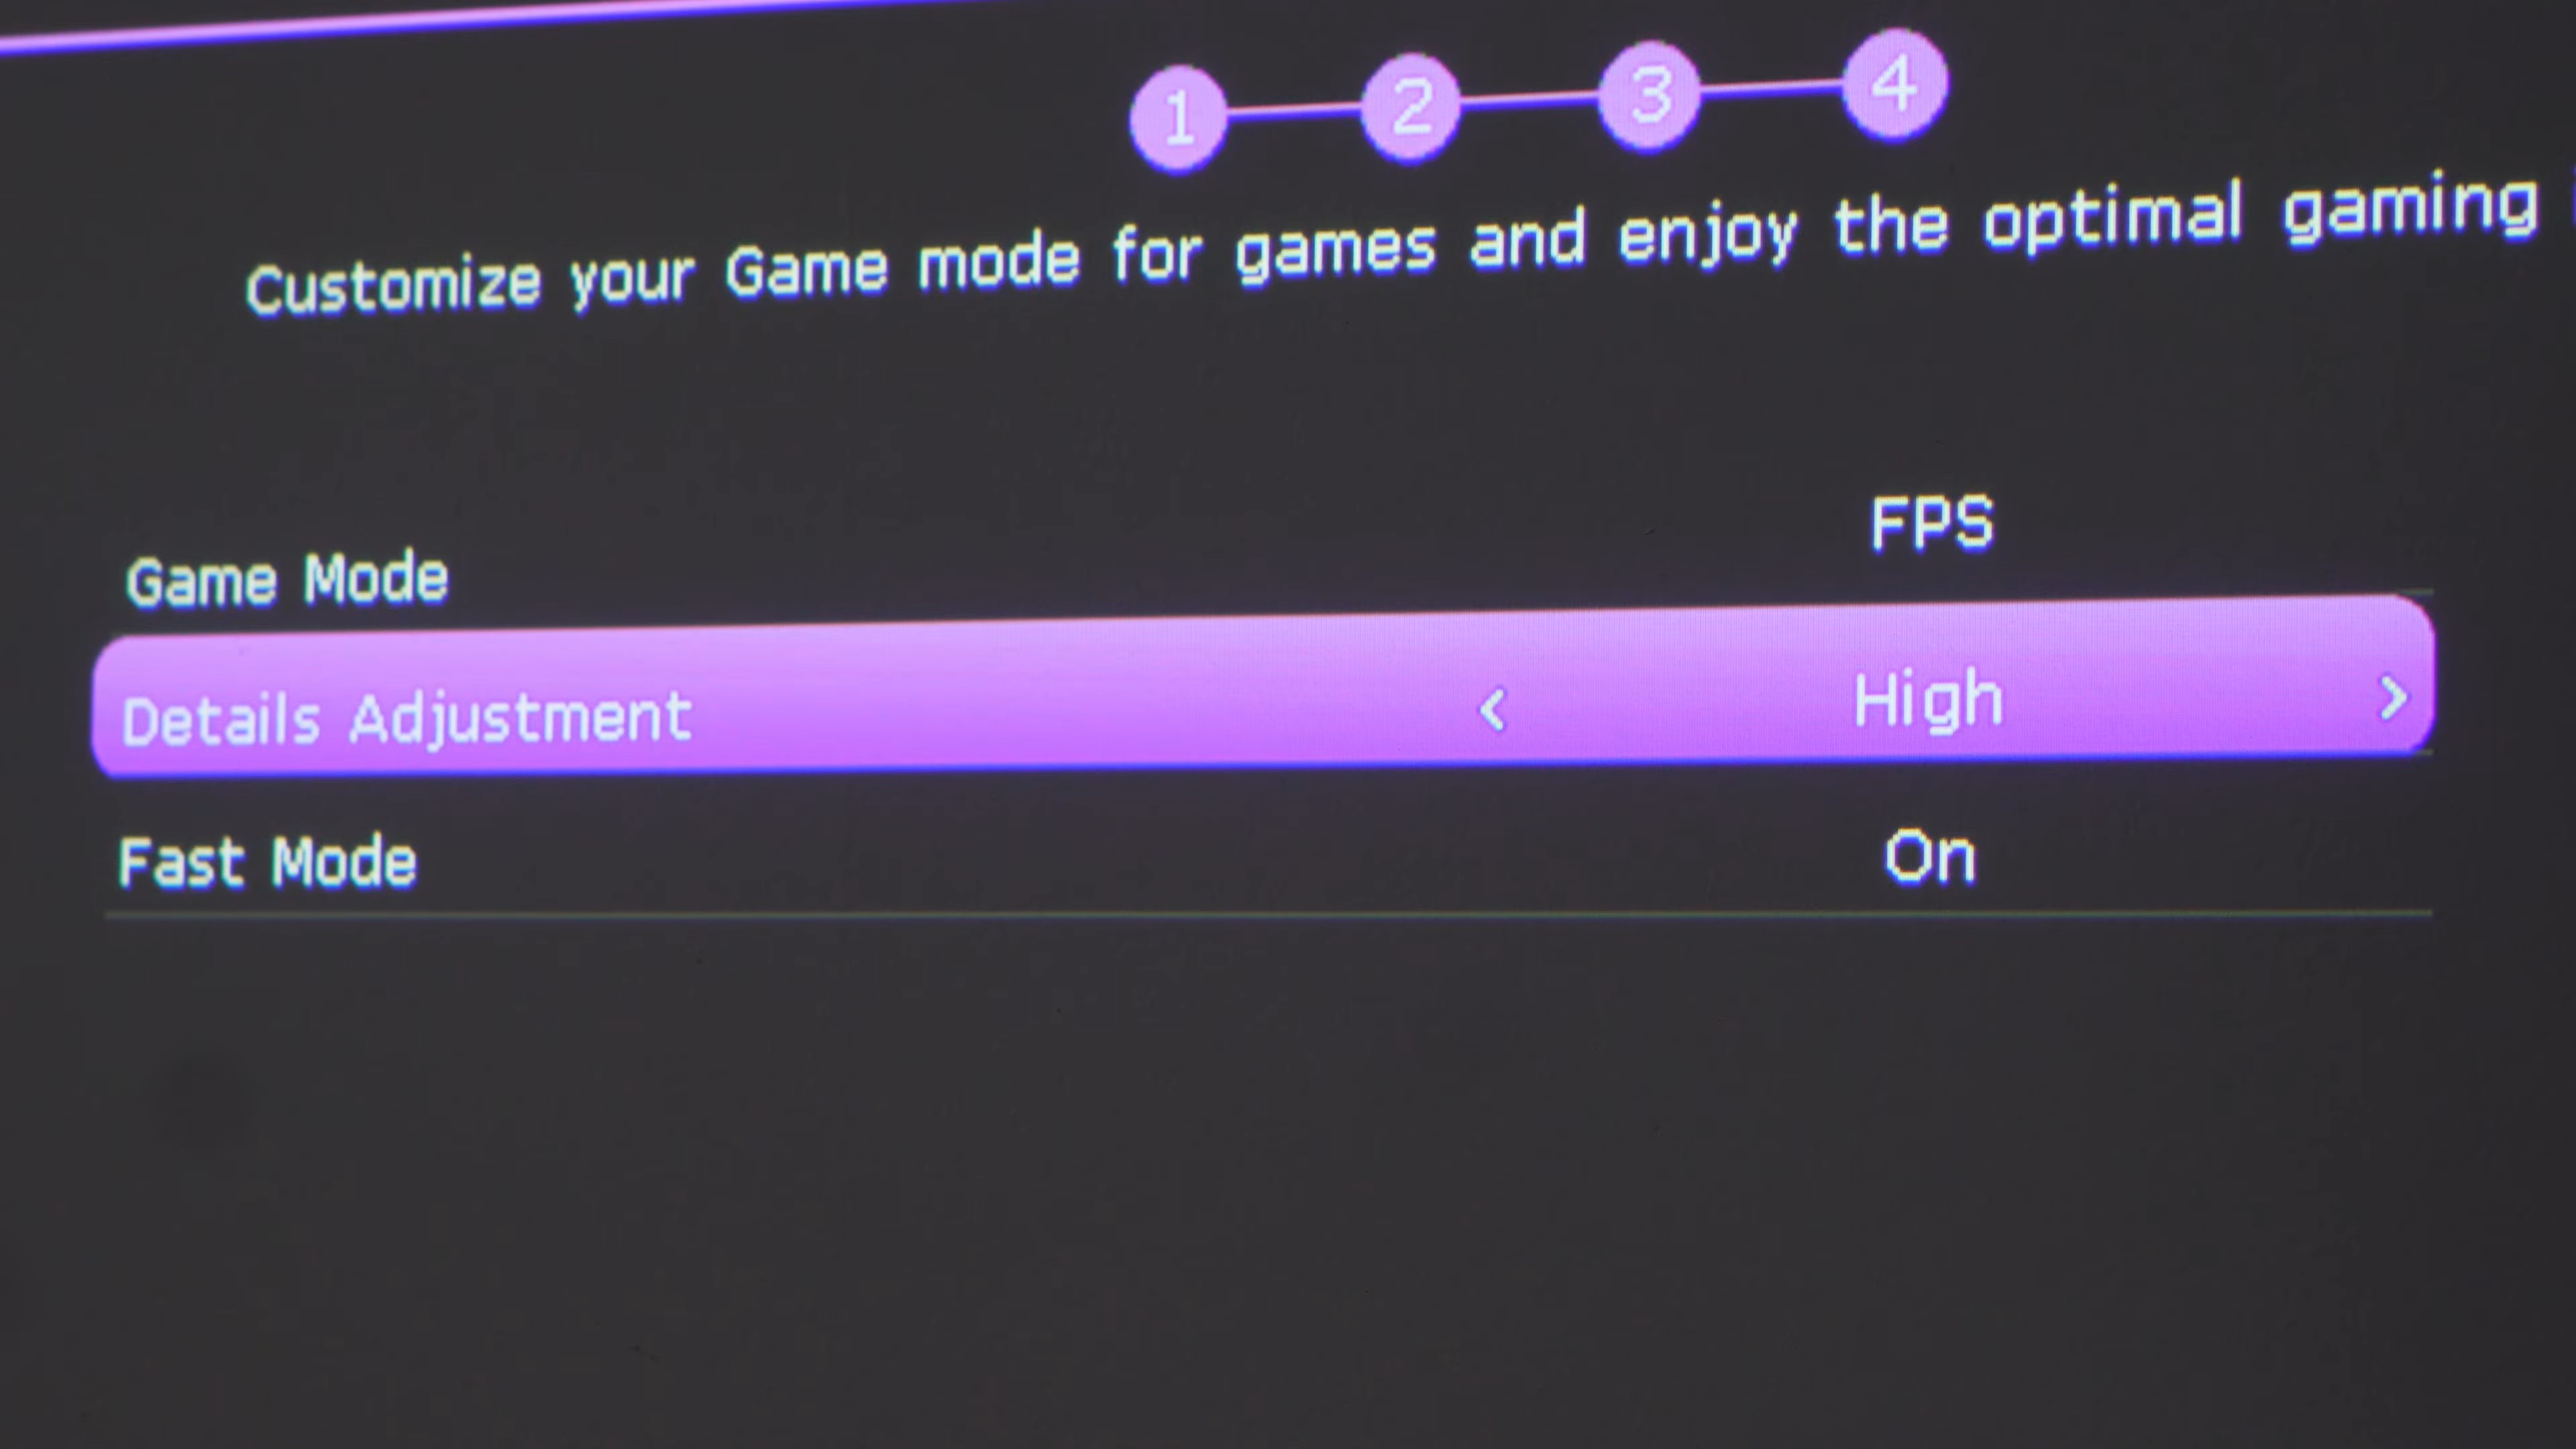 1 2 3 4
Customize your Game mode for games and enjoy the optimal gaming
Game Mode FPS
Details Adjustment < High >
Fast Mode On